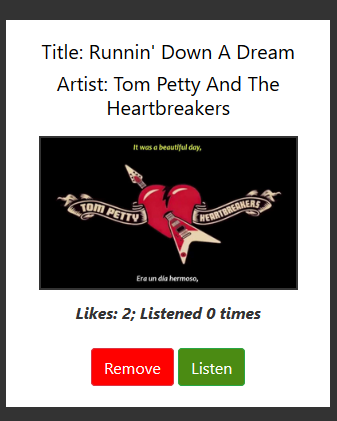 Title: Runnin' Down A Dream
Artist: Tom Petty And The
Heartbreakers
It was a beautiful day,
TOM PETTY
HEARTBREAKERS
Era un día hermoso,
Likes: 2; Listened 0 times
Remove
Listen